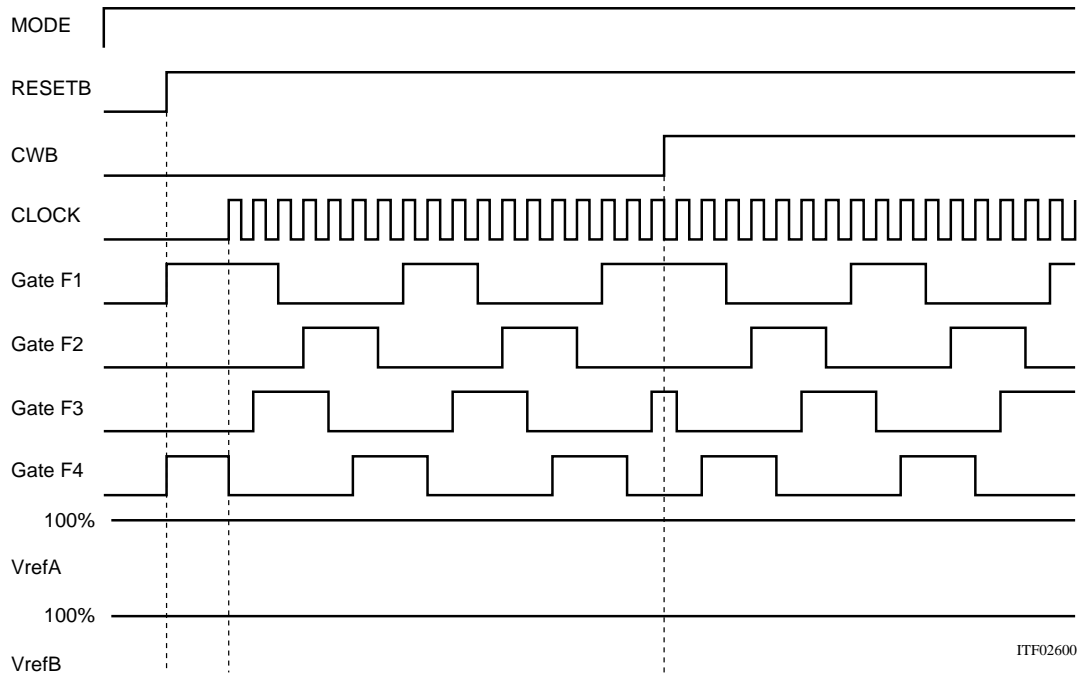 MODE
RESETB
CWB
CLOCK
Gate F1
Gate F2
Gate F3
Gate F4
100%
VrefA
100%
VrefB
ITF02600